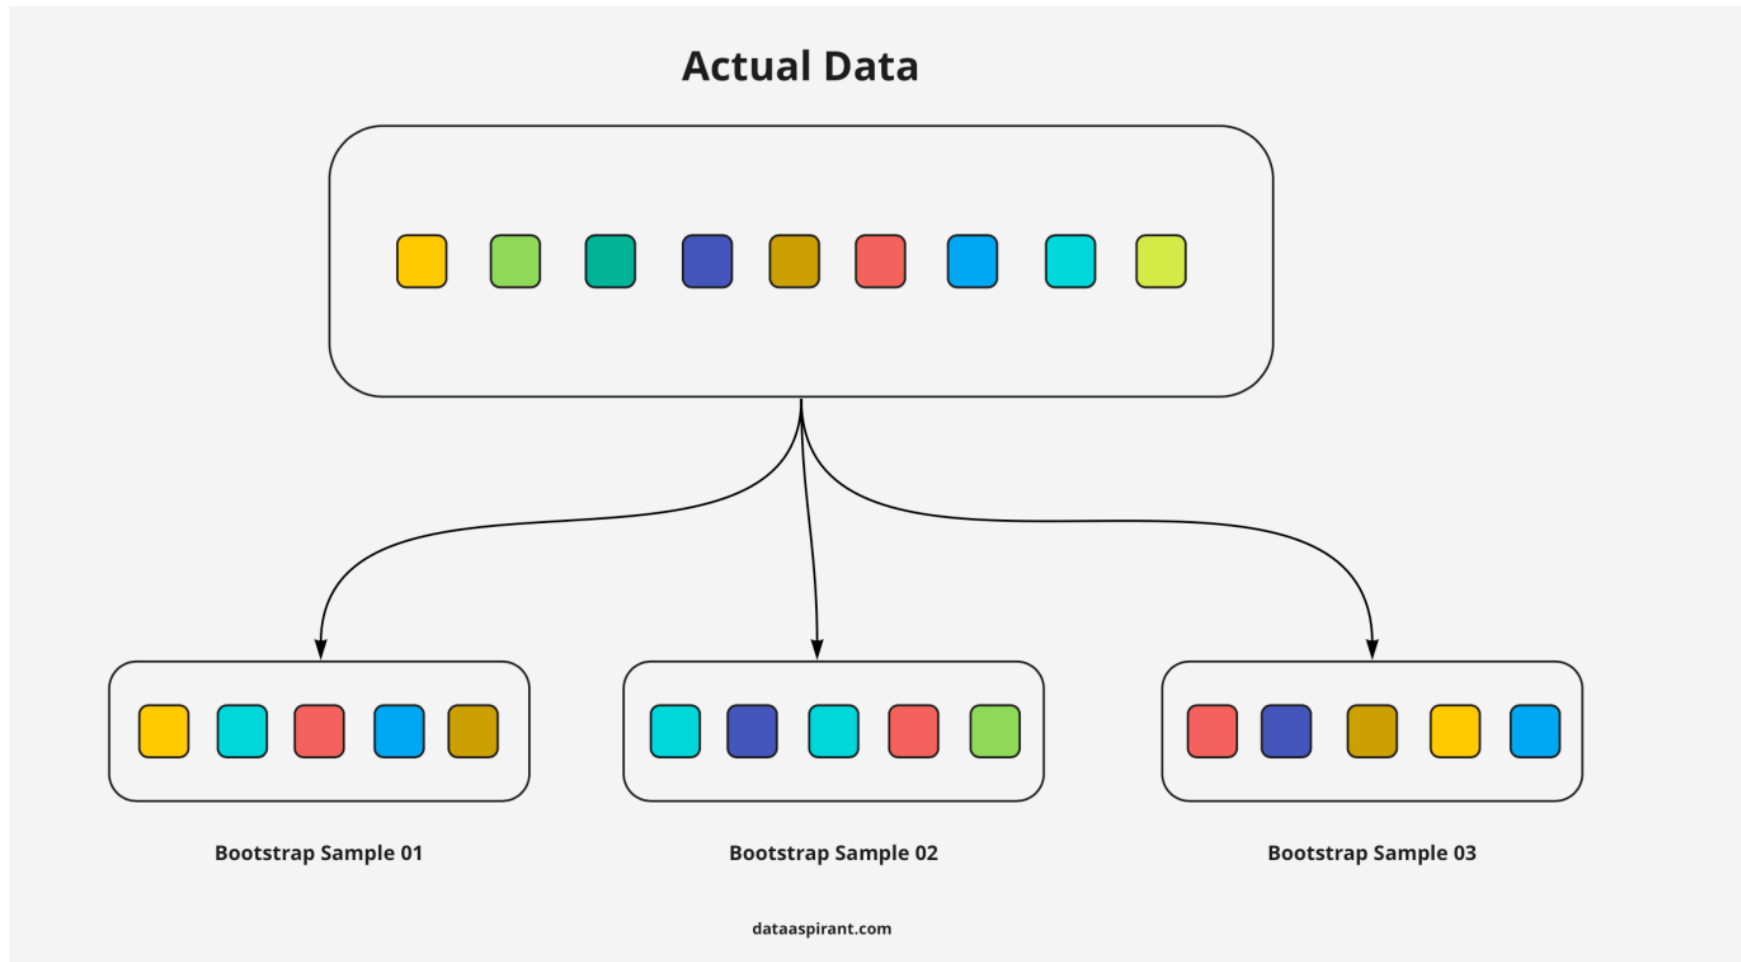 Actual Data
Bootstrap Sample 01
Bootstrap Sample 02
Bootstrap Sample 03
dataaspirant.com